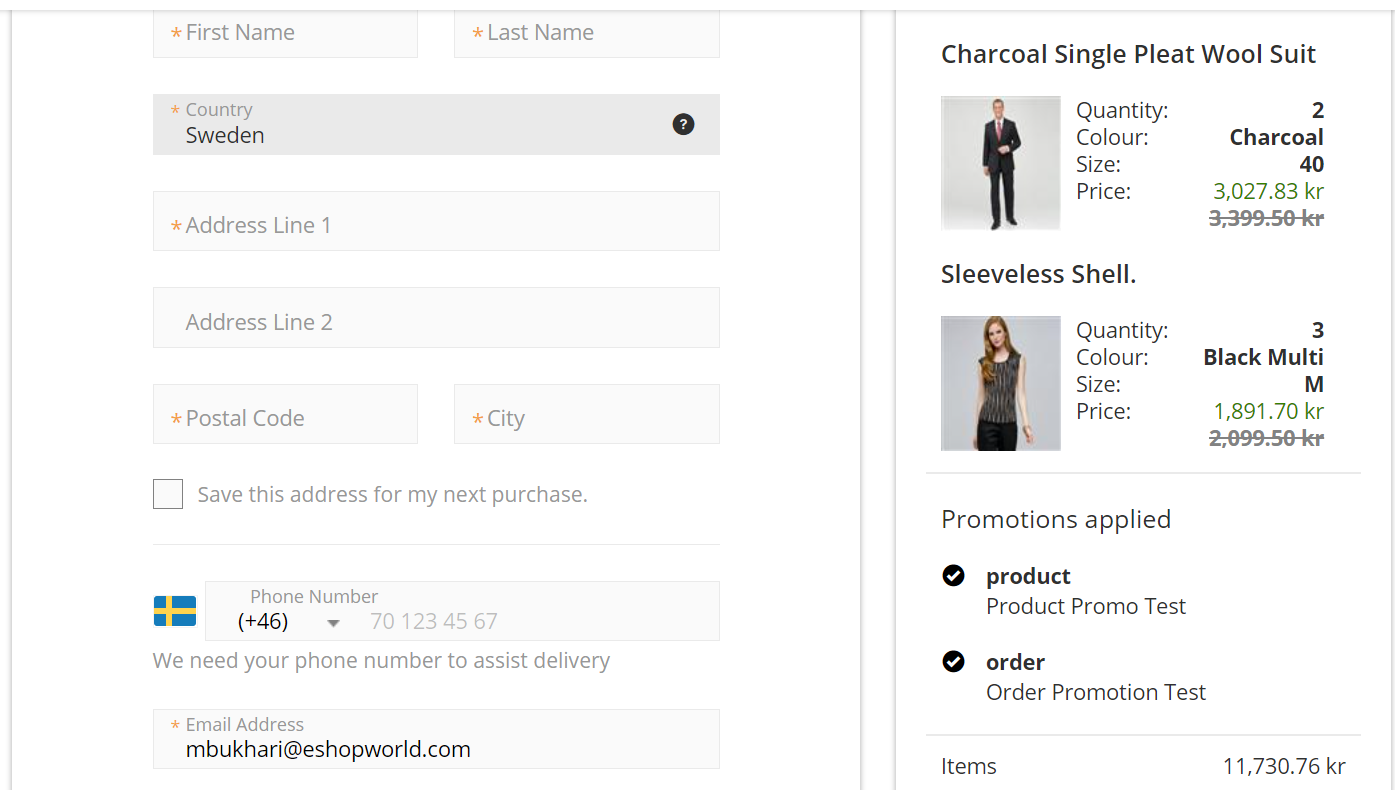 * First Name
* Last Name
* Country
Sweden
?
* Address Line 1
Address Line 2
* Postal Code
* City
Save this address for my next purchase.
Phone Number
(+46) 70 123 45 67
We need your phone number to assist delivery
* Email Address
mbukhari@eshopworld.com
Charcoal Single Pleat Wool Suit
Quantity: 2
Colour: Charcoal
Size: 40
Price: 3,027.83 kr
3,399.50 kr
Sleeveless Shell.
Quantity: 3
Colour: Black Multi
Size: M
Price: 1,891.70 kr
2,099.50 kr
Promotions applied
product
Product Promo Test
order
Order Promotion Test
Items 11,730.76 kr